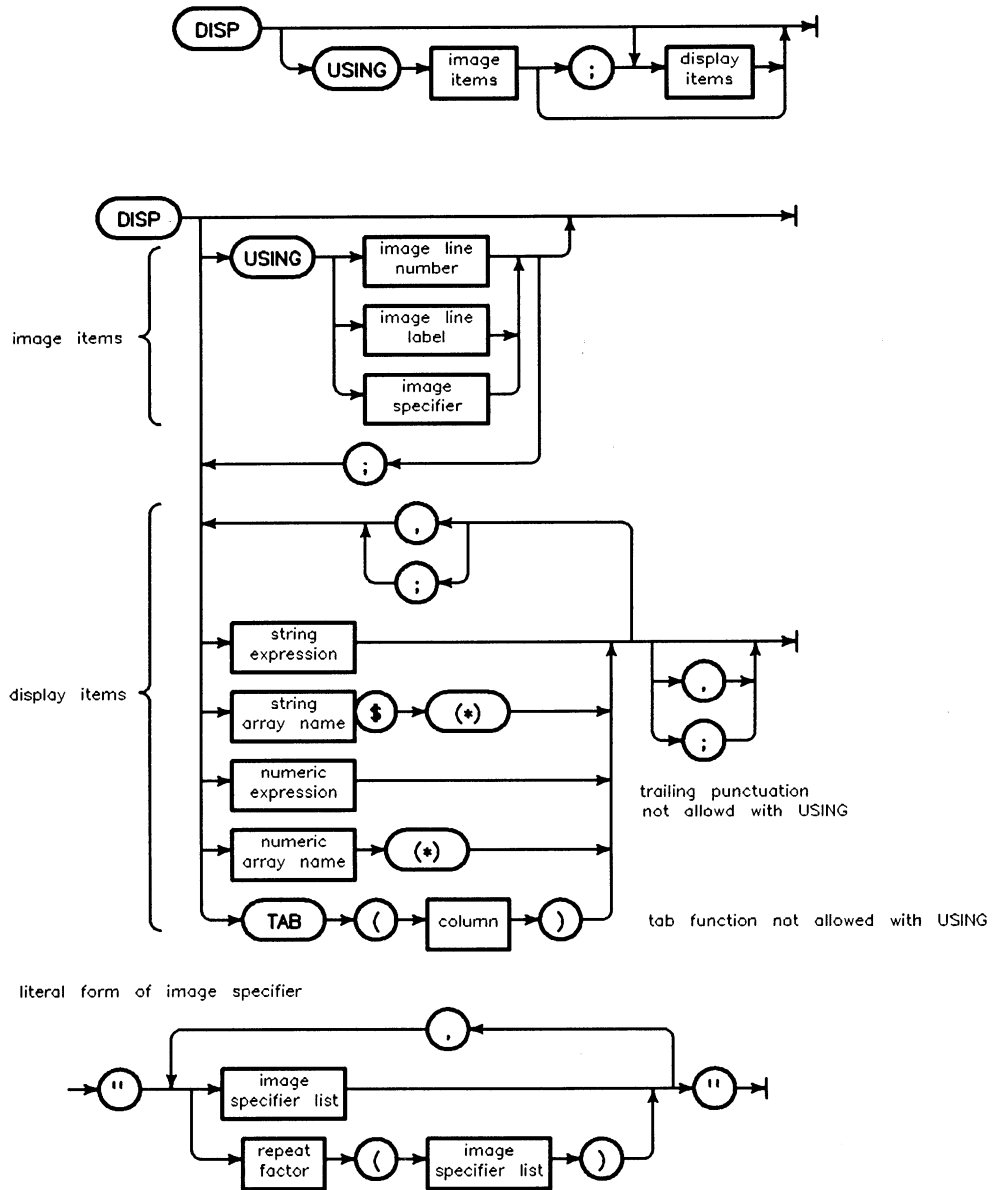 DISP
USING
image
items
;
display
items
DISP
USING
image line
number
image items
image line
label
image
specifier
;
,
;
string
expression
display items
string
array name
$
(*)
,
;
numeric
expression
trailing punctuation
not allowd with USING
numeric
array name
(*)
TAB
(
column
)
tab function not allowed with USING
literal form of image specifier
,
"
image
specifier list
"
repeat
factor
(
image
specifier list
)